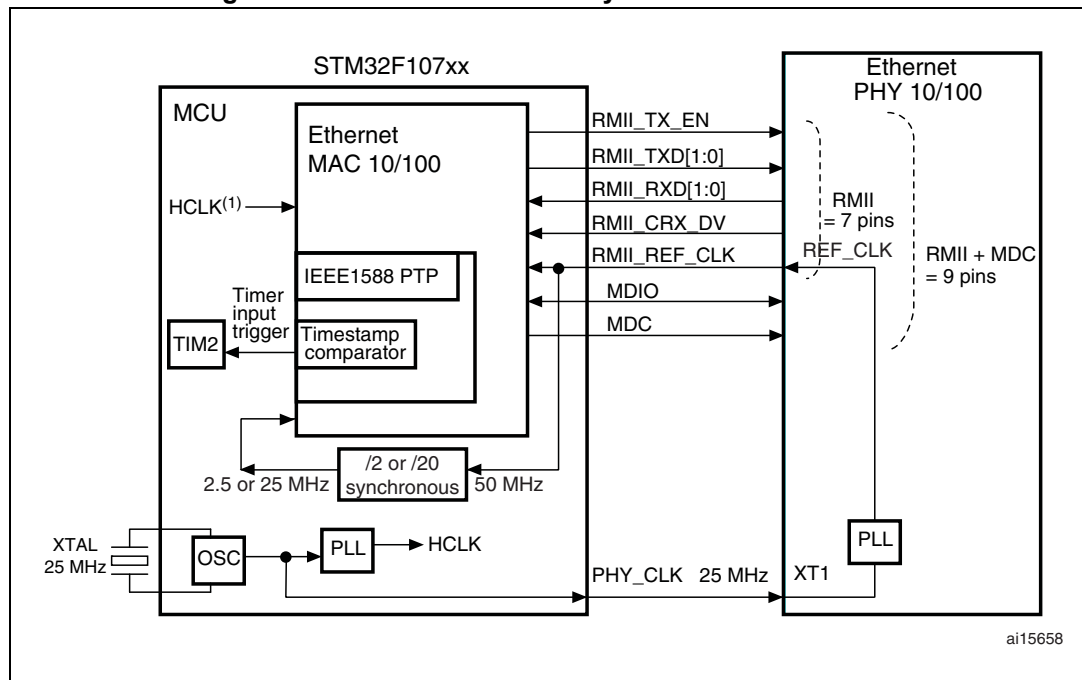 STM32F107xx
MCU
Ethernet
MAC 10/100
HCLK(1)
IEEE1588 PTP
Timer
input
trigger
TIM2
Timestamp
comparator
/2 or /20
synchronous
2.5 or 25 MHz
50 MHz
XTAL
25 MHz
OSC
PLL
HCLK
RMII_TX_EN
RMII_TXD[1:0]
RMII_RXD[1:0]
RMII_CRX_DV
RMII_REF_CLK
MDIO
MDC
PHY_CLK 25 MHz
Ethernet
PHY 10/100
RMII
= 7 pins
REF_CLK
RMII + MDC
= 9 pins
PLL
XT1
ai15658